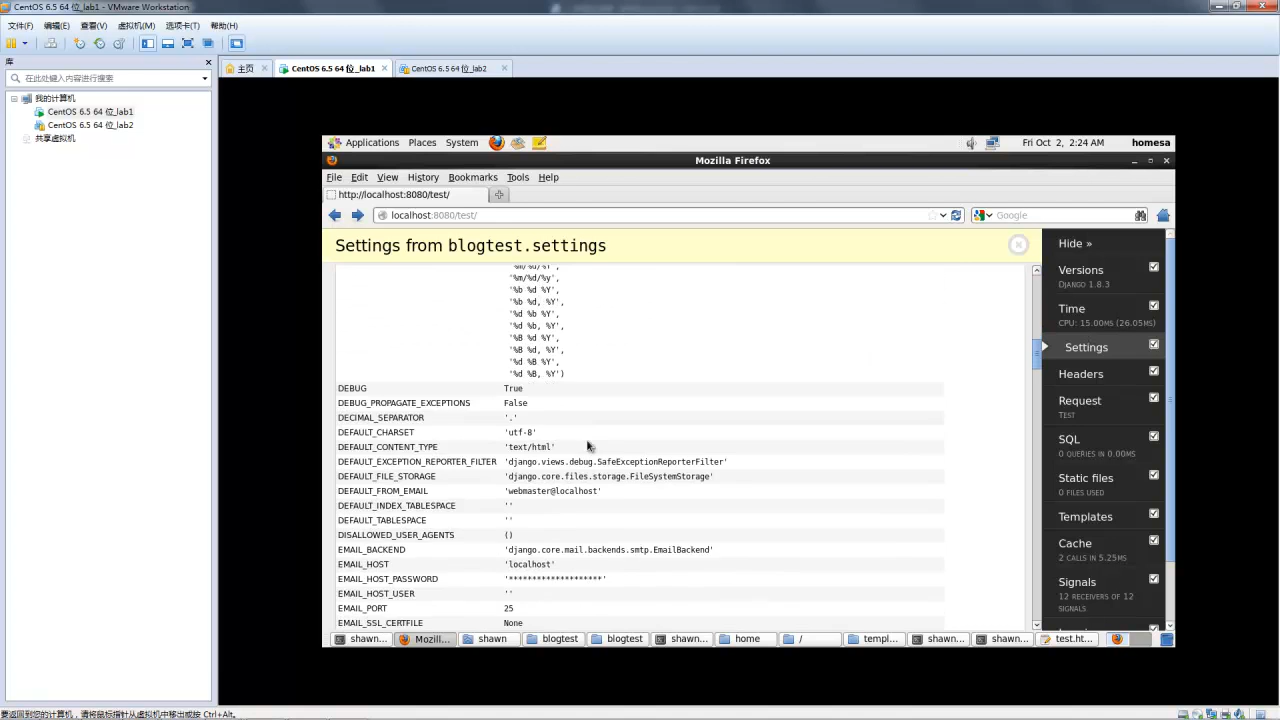 CentOS 6.5 64 位_lab1 - VMware Workstation
文件(F) 编辑(E) 查看(V) 虚拟机(M) 选项卡(T) 帮助(H)
库
在此处键入内容进行搜索
我的计算机
CentOS 6.5 64 位_lab1
CentOS 6.5 64 位_lab2
共享虚拟机
主页 CentOS 6.5 64 位_lab1 CentOS 6.5 64 位_lab2
Applications Places System Fri Oct 2, 2:24 AM homesa
Mozilla Firefox
File Edit View History Bookmarks Tools Help
http://localhost:8080/test/
localhost:8080/test/ Google
Settings from blogtest.settings
'%m/%d/%Y',
'%m/%d/%y',
'%b %d %Y',
'%b %d, %Y',
'%d %b %Y',
'%d %b, %Y',
'%B %d %Y',
'%B %d, %Y',
'%d %B %Y',
'%d %B, %Y')
DEBUG True
DEBUG_PROPAGATE_EXCEPTIONS False
DECIMAL_SEPARATOR '.'
DEFAULT_CHARSET 'utf-8'
DEFAULT_CONTENT_TYPE 'text/html'
DEFAULT_EXCEPTION_REPORTER_FILTER 'django.views.debug.SafeExceptionReporterFilter'
DEFAULT_FILE_STORAGE 'django.core.files.storage.FileSystemStorage'
DEFAULT_FROM_EMAIL 'webmaster@localhost'
DEFAULT_INDEX_TABLESPACE ''
DEFAULT_TABLESPACE ''
DISALLOWED_USER_AGENTS ()
EMAIL_BACKEND 'django.core.mail.backends.smtp.EmailBackend'
EMAIL_HOST 'localhost'
EMAIL_HOST_PASSWORD '********************'
EMAIL_HOST_USER ''
EMAIL_PORT 25
EMAIL_SSL_CERTFILE None
Hide »
Versions
DJANGO 1.8.3
Time
CPU: 15.00MS (26.05MS)
Settings
Headers
Request
TEST
SQL
0 QUERIES IN 0.00MS
Static files
0 FILES USED
Templates
Cache
2 CALLS IN 5.25MS
Signals
12 RECEIVERS OF 12
SIGNALS
shawn... Mozill... shawn blogtest blogtest shawn... home / templ... shawn... shawn... test.ht...
要返回到您的计算机，请将鼠标指针从虚拟机中移出或按 Ctrl+Alt。